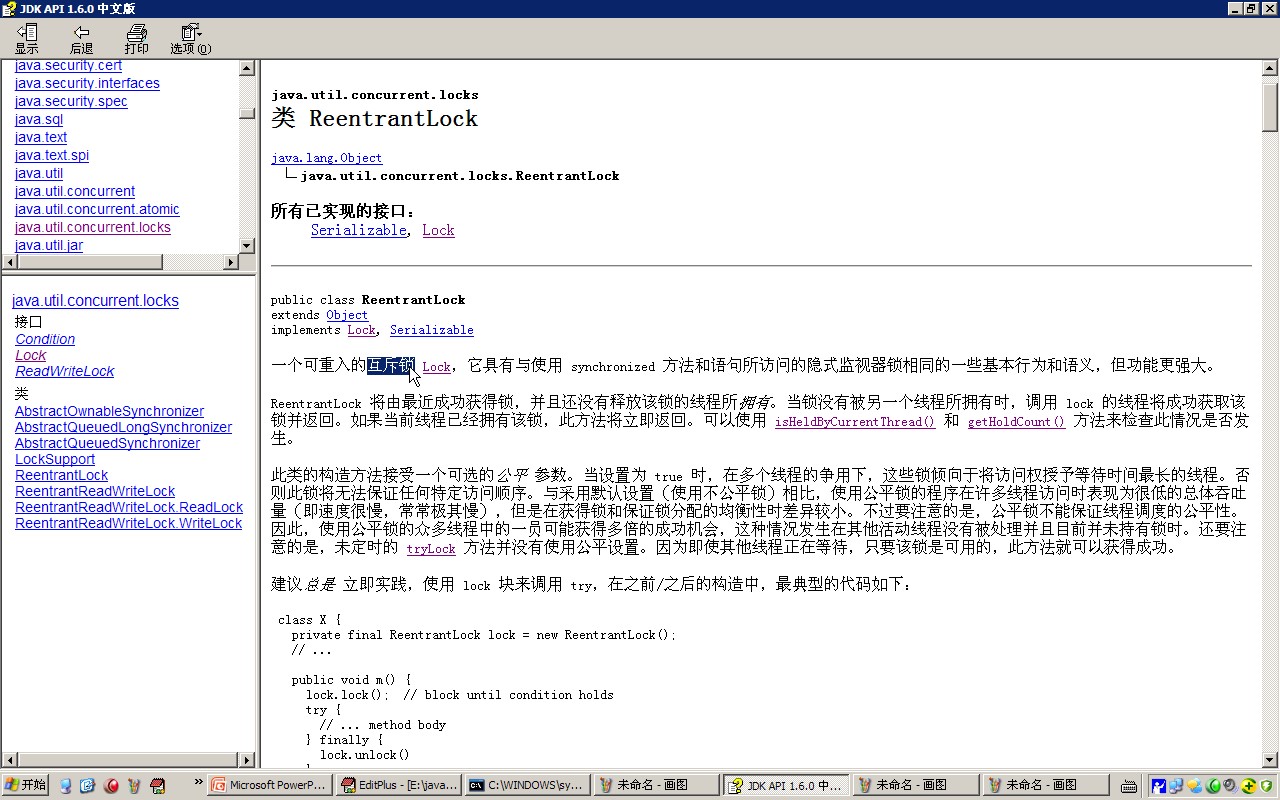 JDK API 1.6.0 中文版
显示
后退
打印
选项(O)
java.security.cert
java.security.interfaces
java.security.spec
java.sql
java.text
java.text.spi
java.util
java.util.concurrent
java.util.concurrent.atomic
java.util.concurrent.locks
java.util.jar
java.util.concurrent.locks
接口
Condition
Lock
ReadWriteLock
类
AbstractOwnableSynchronizer
AbstractQueuedLongSynchronizer
AbstractQueuedSynchronizer
LockSupport
ReentrantLock
ReentrantReadWriteLock
ReentrantReadWriteLock.ReadLock
ReentrantReadWriteLock.WriteLock
java.util.concurrent.locks
类 ReentrantLock
java.lang.Object
java.util.concurrent.locks.ReentrantLock
所有已实现的接口：
Serializable, Lock
public class ReentrantLock
extends Object
implements Lock, Serializable
一个可重入的互斥锁 Lock，它具有与使用 synchronized 方法和语句所访问的隐式监视器锁相同的一些基本行为和语义，但功能更强大。
ReentrantLock 将由最近成功获得锁，并且还没有释放该锁的线程所拥有。当锁没有被另一个线程所拥有时，调用 lock 的线程将成功获取该
锁并返回。如果当前线程已经拥有该锁，此方法将立即返回。可以使用 isHeldByCurrentThread() 和 getHoldCount() 方法来检查此情况是否发
生。
此类的构造方法接受一个可选的公平 参数。当设置为 true 时，在多个线程的争用下，这些锁倾向于将访问权授予等待时间最长的线程。否
则此锁将无法保证任何特定访问顺序。与采用默认设置（使用不公平锁）相比，使用公平锁的程序在许多线程访问时表现为很低的总体吞吐
量（即速度很慢，常常极其慢），但是在获得锁和保证锁分配的均衡性时差异较小。不过要注意的是，公平锁不能保证线程调度的公平性。
因此，使用公平锁的众多线程中的一员可能获得多倍的成功机会，这种情况发生在其他活动线程没有被处理并且目前并未持有锁时。还要注
意的是，未定时的 tryLock 方法并没有使用公平设置。因为即使其他线程正在等待，只要该锁是可用的，此方法就可以获得成功。
建议总是 立即实践，使用 lock 块来调用 try，在之前/之后的构造中，最典型的代码如下：
class X {
private final ReentrantLock lock = new ReentrantLock();
// ...
public void m() {
lock.lock();  // block until condition holds
try {
// ... method body
} finally {
lock.unlock()
开始
»
Microsoft PowerP...
EditPlus - [E:\java...
C:\WINDOWS\sy...
未命名 - 画图
JDK API 1.6.0 中...
未命名 - 画图
未命名 - 画图